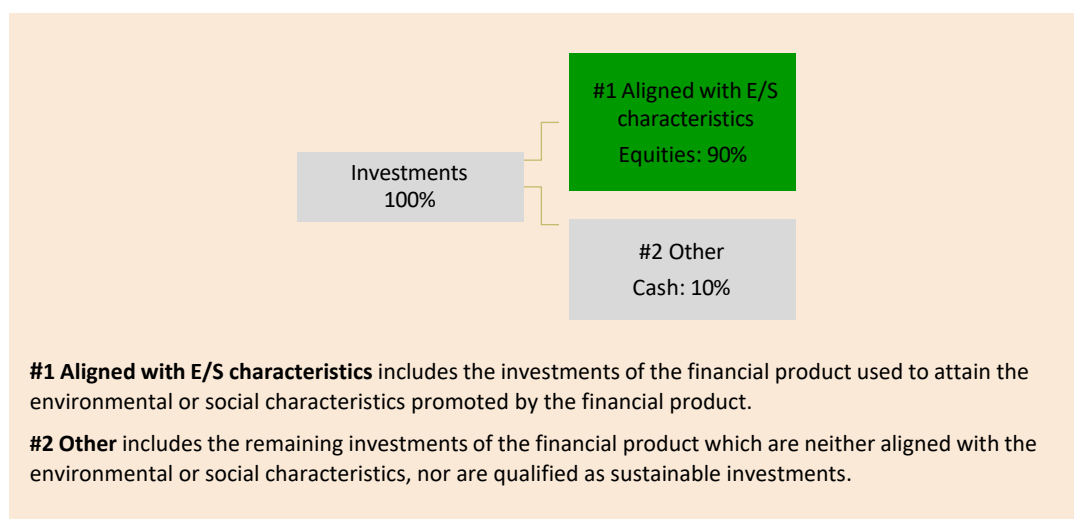 #1 Aligned with E/S
characteristics
Equities: 90%
Investments
100%
#2 Other
Cash: 10%
#1 Aligned with E/S characteristics includes the investments of the financial product used to attain the
environmental or social characteristics promoted by the financial product.
#2 Other includes the remaining investments of the financial product which are neither aligned with the
environmental or social characteristics, nor are qualified as sustainable investments.